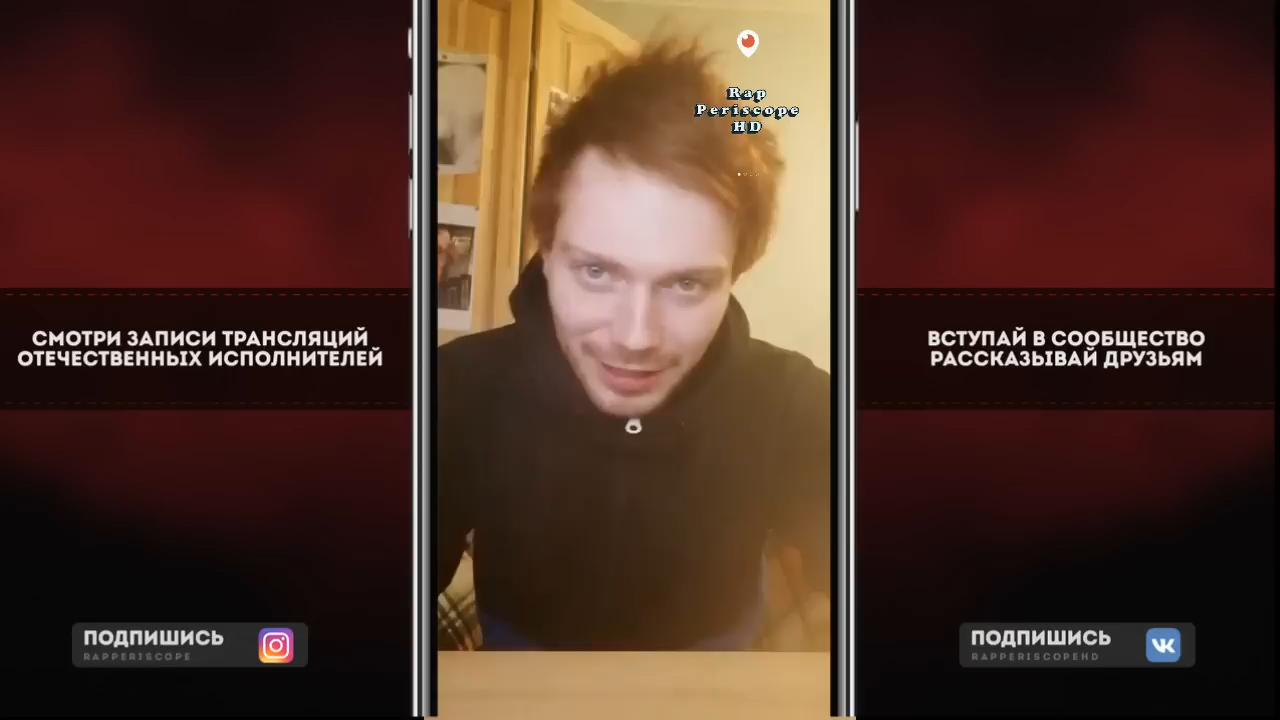 Rap
Periscope
HD
СМОТРИ ЗАПИСИ ТРАНСЛЯЦИЙ
ОТЕЧЕСТВЕННЫХ ИСПОЛНИТЕЛЕЙ
ВСТУПАЙ В СООБЩЕСТВО
РАССКАЗЫВАЙ ДРУЗЬЯМ
ПОДПИШИСЬ
RAPPERISCOPE
ПОДПИШИСЬ
RAPPERISCOPEHD